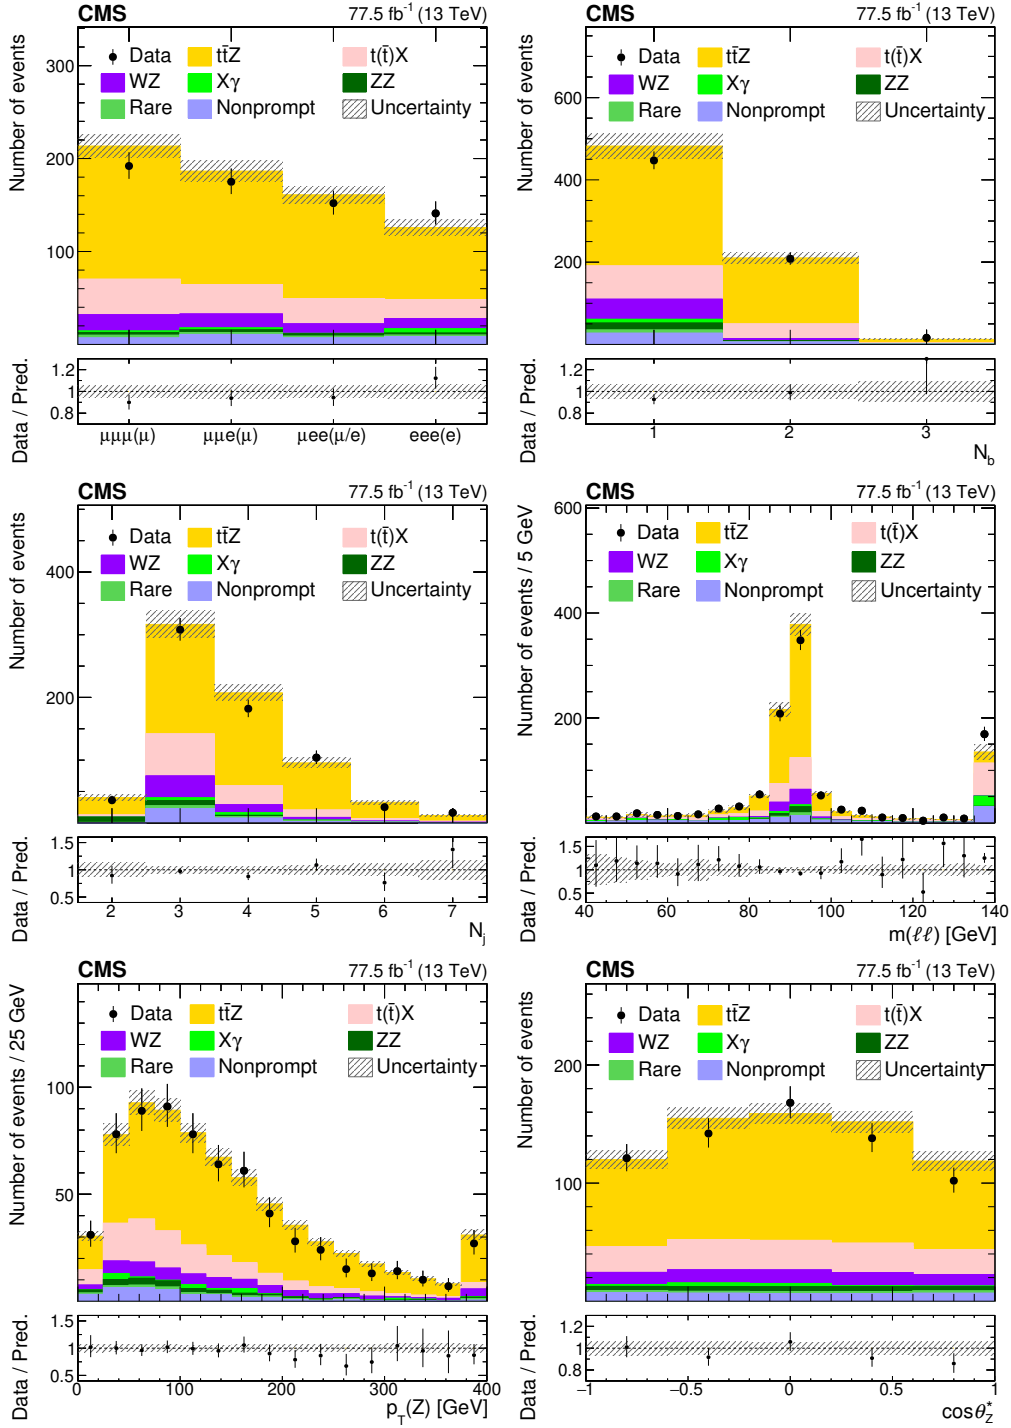 CMS 77.5 fb⁻¹ (13 TeV)
Number of events
300
200
100
Data tt̄Z t(t̄)X
WZ Xγ ZZ
Rare Nonprompt Uncertainty
Data / Pred.
1.2
1
0.8
μμμ(μ) μμe(μ) μee(μ/e) eee(e)
CMS 77.5 fb⁻¹ (13 TeV)
Number of events
600
400
200
Data tt̄Z t(t̄)X
WZ Xγ ZZ
Rare Nonprompt Uncertainty
Data / Pred.
1.2
1
0.8
1 2 3
N_b
CMS 77.5 fb⁻¹ (13 TeV)
Number of events
400
200
Data tt̄Z t(t̄)X
WZ Xγ ZZ
Rare Nonprompt Uncertainty
Data / Pred.
1.5
1
0.5
2 3 4 5 6 7
N_j
CMS 77.5 fb⁻¹ (13 TeV)
Number of events / 5 GeV
600
400
200
Data tt̄Z t(t̄)X
WZ Xγ ZZ
Rare Nonprompt Uncertainty
Data / Pred.
1.5
1
0.5
40 60 80 100 120 140
m(ℓℓ) [GeV]
CMS 77.5 fb⁻¹ (13 TeV)
Number of events / 25 GeV
100
50
Data tt̄Z t(t̄)X
WZ Xγ ZZ
Rare Nonprompt Uncertainty
Data / Pred.
1.5
1
0.5
0 100 200 300 400
p_T(Z) [GeV]
CMS 77.5 fb⁻¹ (13 TeV)
Number of events
200
100
Data tt̄Z t(t̄)X
WZ Xγ ZZ
Rare Nonprompt Uncertainty
Data / Pred.
1.2
1
0.8
−1 −0.5 0 0.5 1
cosθ*_Z